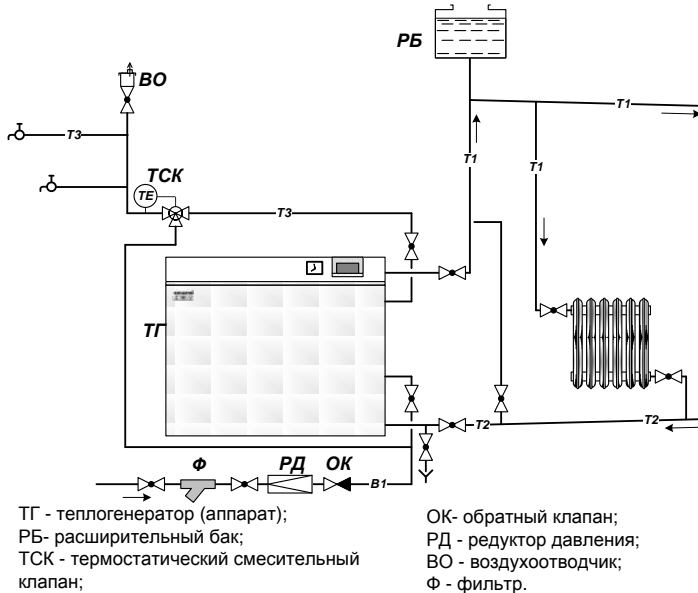 РБ
ВО
Т1
Т3
Т1
Т1
ТСК
ТЕ
Т3
ТГ
Т2
Т2
Ф
РД
ОК
В1
ТГ - теплогенератор (аппарат);
РБ- расширительный бак;
ТСК - термостатический смесительный
клапан;
ОК- обратный клапан;
РД - редуктор давления;
ВО - воздухоотводчик;
Ф - фильтр.